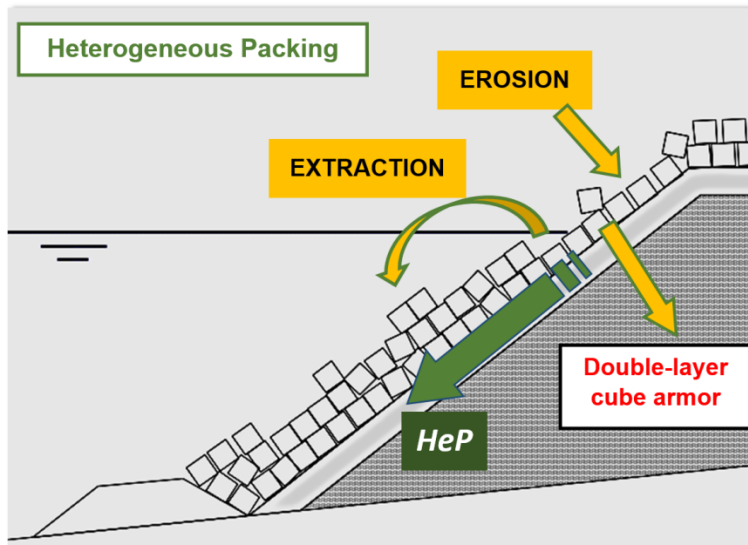 Heterogeneous Packing
EROSION
EXTRACTION
Double-layer
cube armor
HeP